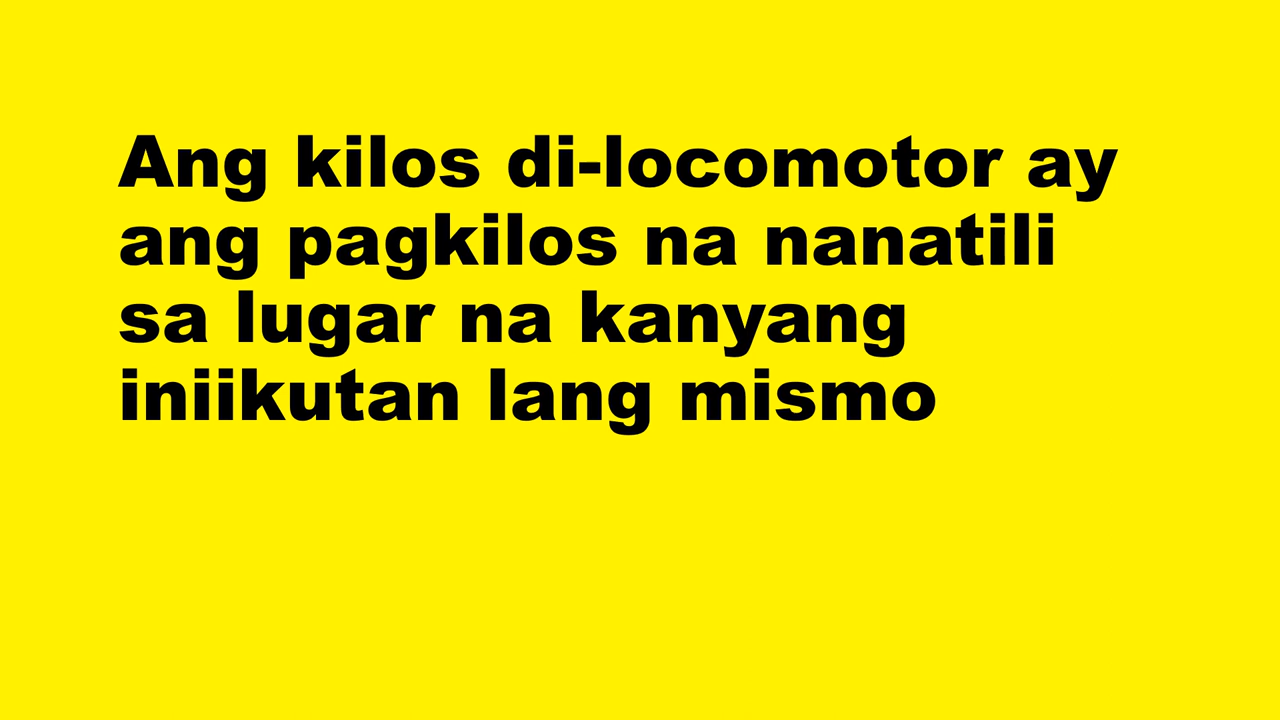 Ang kilos di-locomotor ay
ang pagkilos na nanatili
sa lugar na kanyang
iniikutan lang mismo